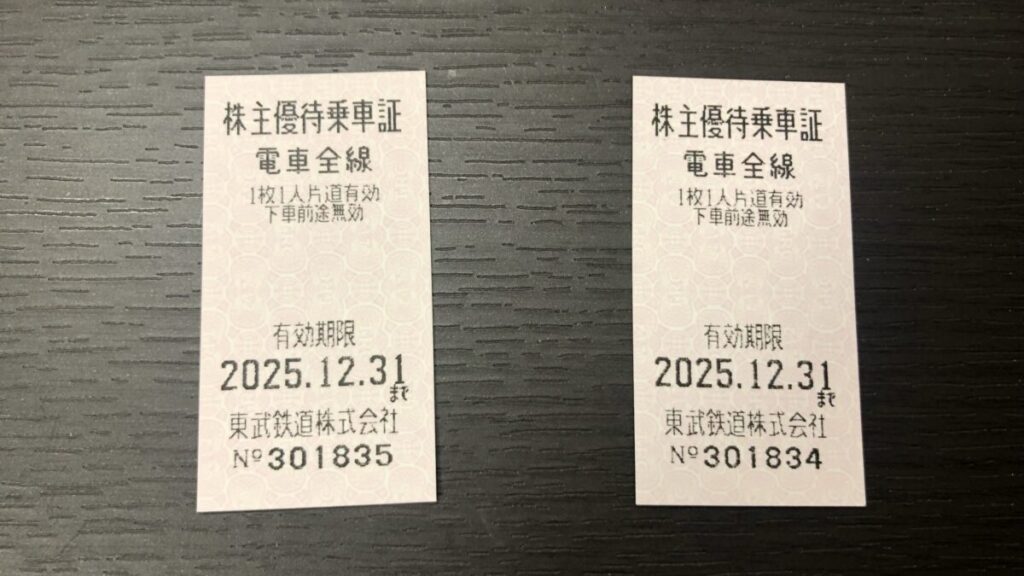 株主優待乗車証
電車全線
1枚1人片道有効
下車前途無効
有効期限
2025.12.31まで
東武鉄道株式会社
Nº301835
株主優待乗車証
電車全線
1枚1人片道有効
下車前途無効
有効期限
2025.12.31まで
東武鉄道株式会社
Nº301834